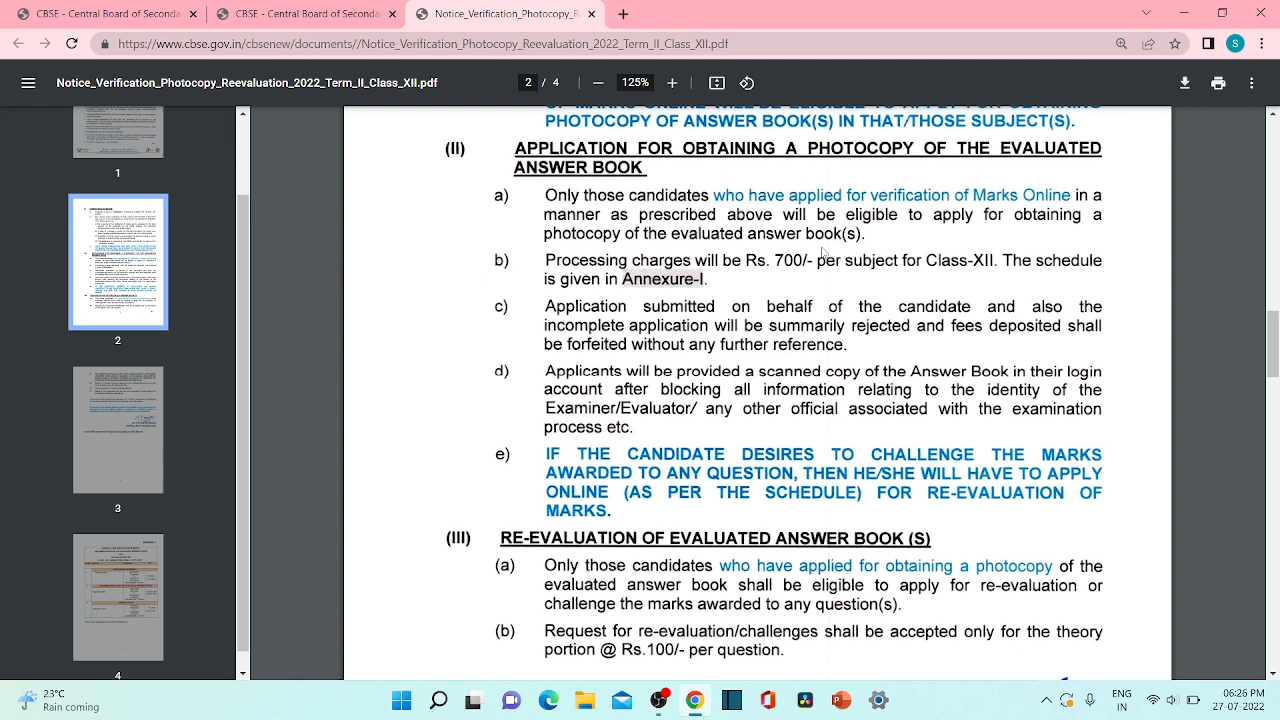 CBSE - Central Board of Seconda
CBSE - Central Board of Seconda
Notice_Verification_Photocopy_R
https://www.cbse.gov.in/cbsenew/documents//Notice_Verification_Photocopy_Reevaluation_2022_Term_II_Class_XII.pdf
S
Notice_Verification_Photocopy_Reevaluation_2022_Term_II_Class_XII.pdf
2 / 4
125%
PHOTOCOPY OF ANSWER BOOK(S) IN THAT/THOSE SUBJECT(S).
(II) APPLICATION FOR OBTAINING A PHOTOCOPY OF THE EVALUATED
ANSWER BOOK
a) Only those candidates who have applied for verification of Marks Online in a
manner as prescribed above will be eligible to apply for obtaining a
photocopy of the evaluated answer book(s).
b) Processing charges will be Rs. 700/- per subject for Class-XII. The schedule
is given in Annexure-I.
c) Application submitted on behalf of the candidate and also the
incomplete application will be summarily rejected and fees deposited shall
be forfeited without any further reference.
d) Applicants will be provided a scanned copy of the Answer Book in their login
account after blocking all information relating to the identity of the
Examiner/Evaluator/ any other official associated with the examination
process etc.
e) IF THE CANDIDATE DESIRES TO CHALLENGE THE MARKS
AWARDED TO ANY QUESTION, THEN HE/SHE WILL HAVE TO APPLY
ONLINE (AS PER THE SCHEDULE) FOR RE-EVALUATION OF
MARKS.
(III) RE-EVALUATION OF EVALUATED ANSWER BOOK (S)
(a) Only those candidates who have applied for obtaining a photocopy of the
evaluated answer book shall be eligible to apply for re-evaluation or
challenge the marks awarded to any question(s).
(b) Request for re-evaluation/challenges shall be accepted only for the theory
portion @ Rs.100/- per question.
1
2
3
4
23°C
Rain coming
ENG
IN
06:26 PM
27-07-2022